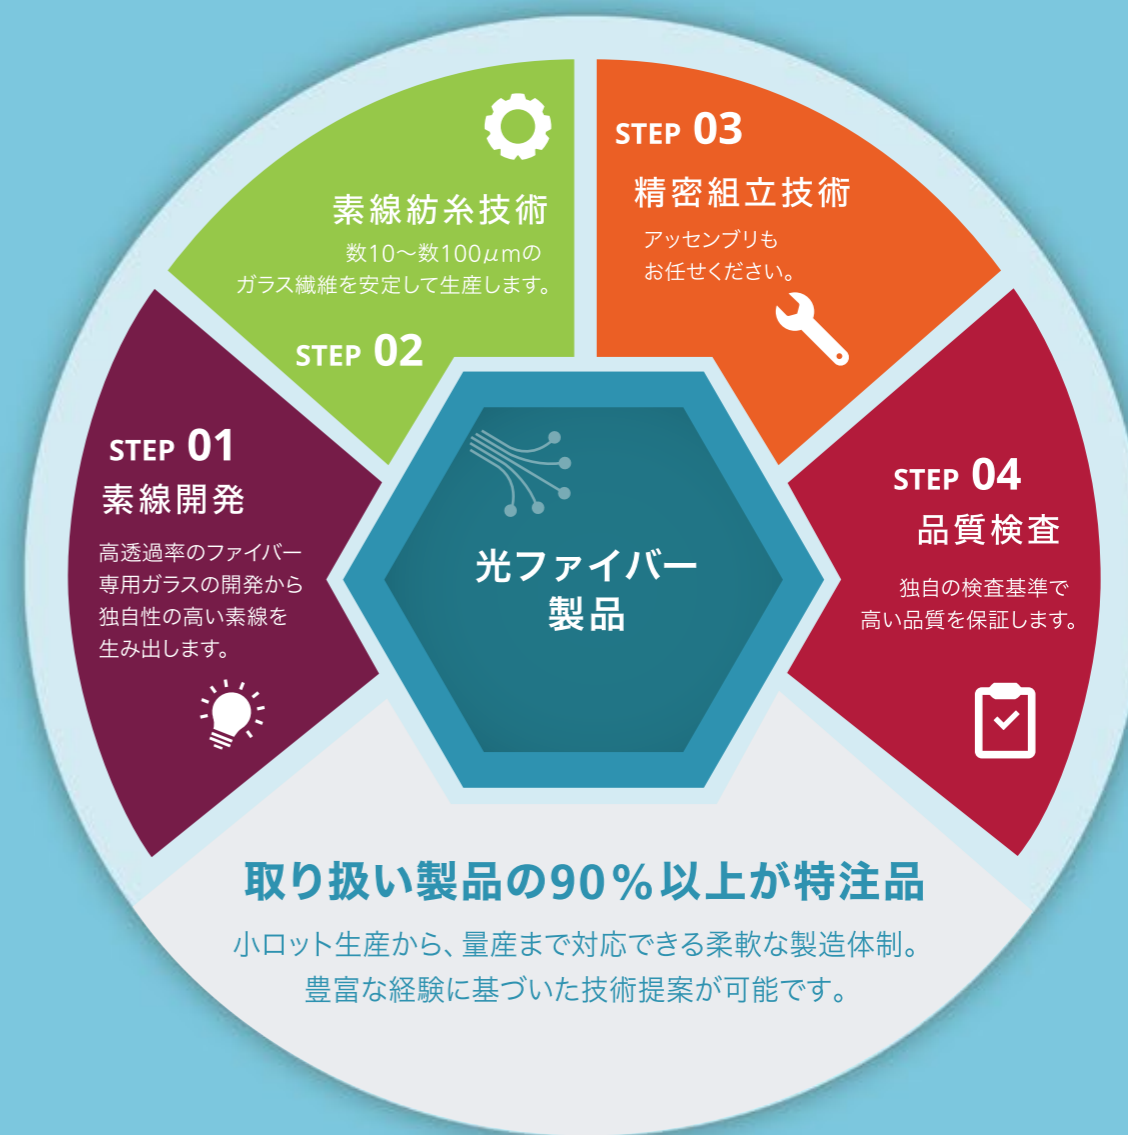 STEP 01
素線開発
高透過率のファイバー
専用ガラスの開発から
独自性の高い素線を
生み出します。
素線紡糸技術
数10～数100μmの
ガラス繊維を安定して生産します。
STEP 02
STEP 03
精密組立技術
アッセンブリも
お任せください。
STEP 04
品質検査
独自の検査基準で
高い品質を保証します。
光ファイバー
製品
取り扱い製品の90%以上が特注品
小ロット生産から、量産まで対応できる柔軟な製造体制。
豊富な経験に基づいた技術提案が可能です。